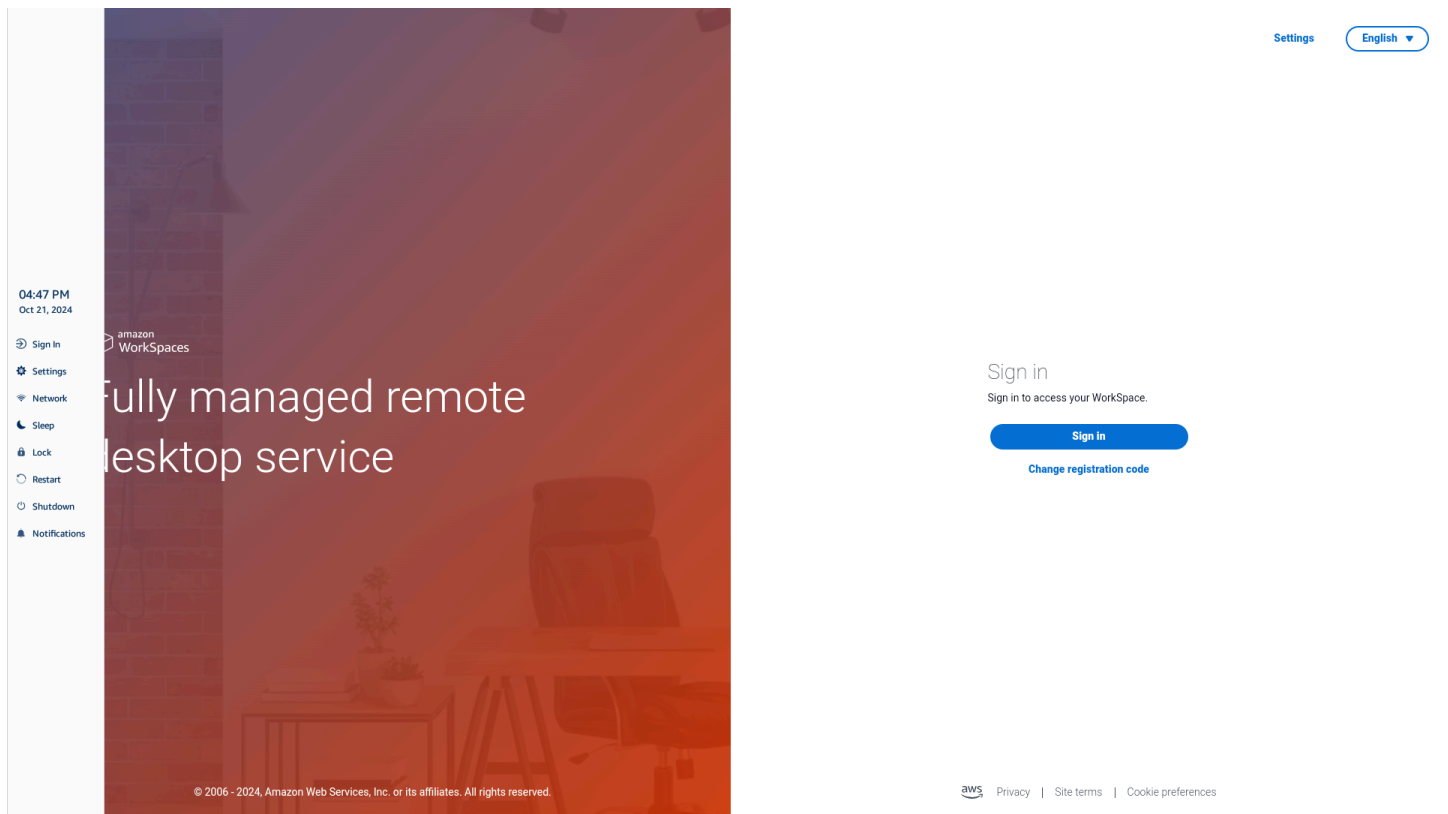 04:47 PM
Oct 21, 2024
Sign In
Settings
Network
Sleep
Lock
Restart
Shutdown
Notifications
amazon
WorkSpaces
Fully managed remote
desktop service
© 2006 - 2024, Amazon Web Services, Inc. or its affiliates. All rights reserved.
Settings
English
Sign in
Sign in to access your WorkSpace.
Sign in
Change registration code
aws Privacy | Site terms | Cookie preferences